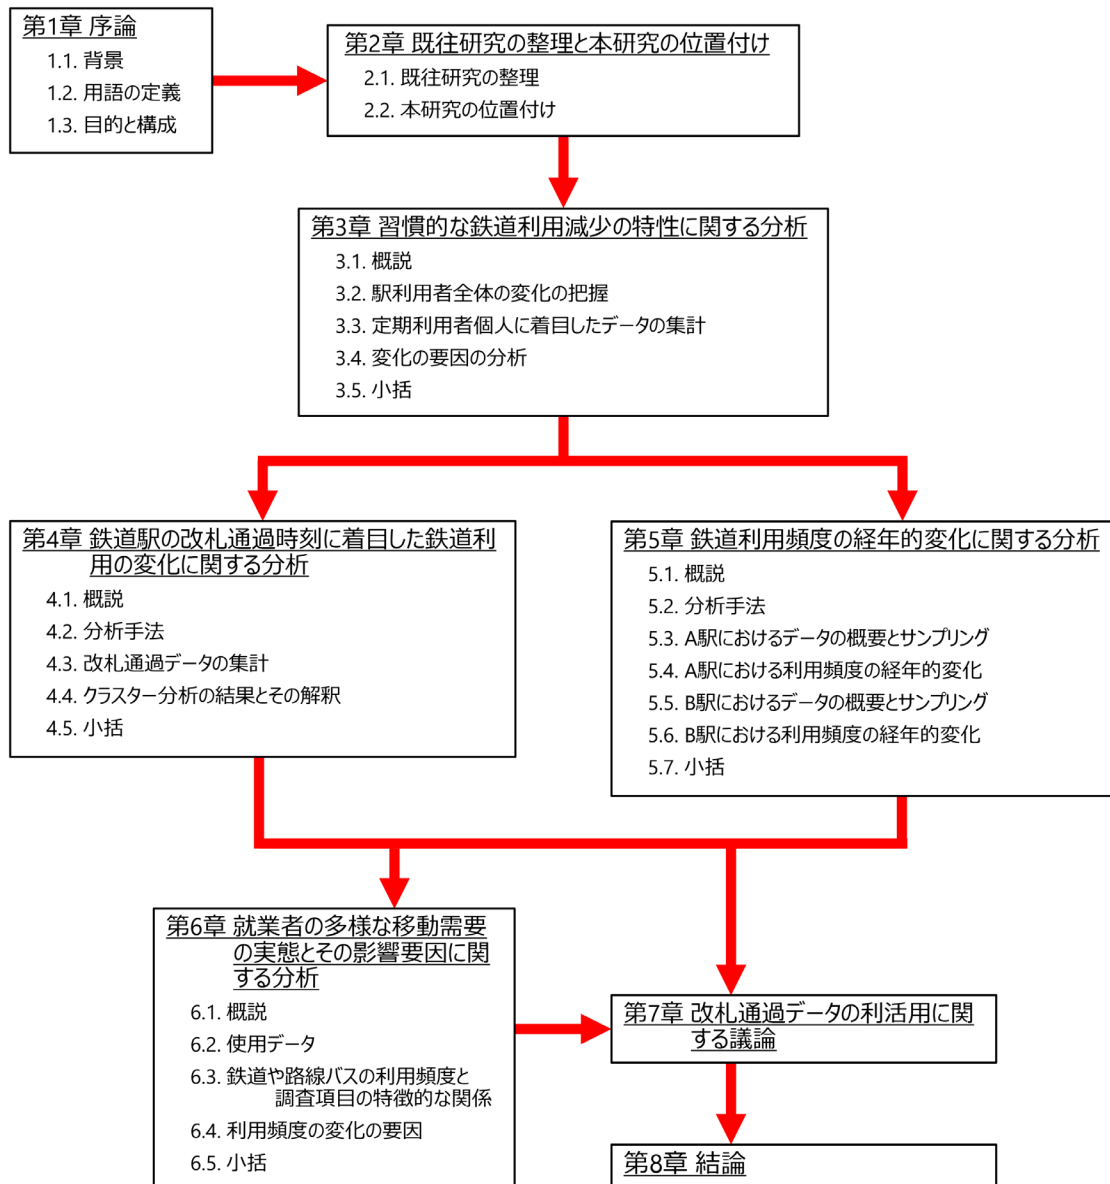 第1章 序論
1.1. 背景
1.2. 用語の定義
1.3. 目的と構成
第2章 既往研究の整理と本研究の位置付け
2.1. 既往研究の整理
2.2. 本研究の位置付け
第3章 習慣的な鉄道利用減少の特性に関する分析
3.1. 概説
3.2. 駅利用者全体の変化の把握
3.3. 定期利用者個人に着目したデータの集計
3.4. 変化の要因の分析
3.5. 小括
第4章 鉄道駅の改札通過時刻に着目した鉄道利
用の変化に関する分析
4.1. 概説
4.2. 分析手法
4.3. 改札通過データの集計
4.4. クラスター分析の結果とその解釈
4.5. 小括
第5章 鉄道利用頻度の経年的変化に関する分析
5.1. 概説
5.2. 分析手法
5.3. A駅におけるデータの概要とサンプリング
5.4. A駅における利用頻度の経年的変化
5.5. B駅におけるデータの概要とサンプリング
5.6. B駅における利用頻度の経年的変化
5.7. 小括
第6章 就業者の多様な移動需要
の実態とその影響要因に関
する分析
6.1. 概説
6.2. 使用データ
6.3. 鉄道や路線バスの利用頻度と
調査項目の特徴的な関係
6.4. 利用頻度の変化の要因
6.5. 小括
第7章 改札通過データの利活用に関
する議論
第8章 結論